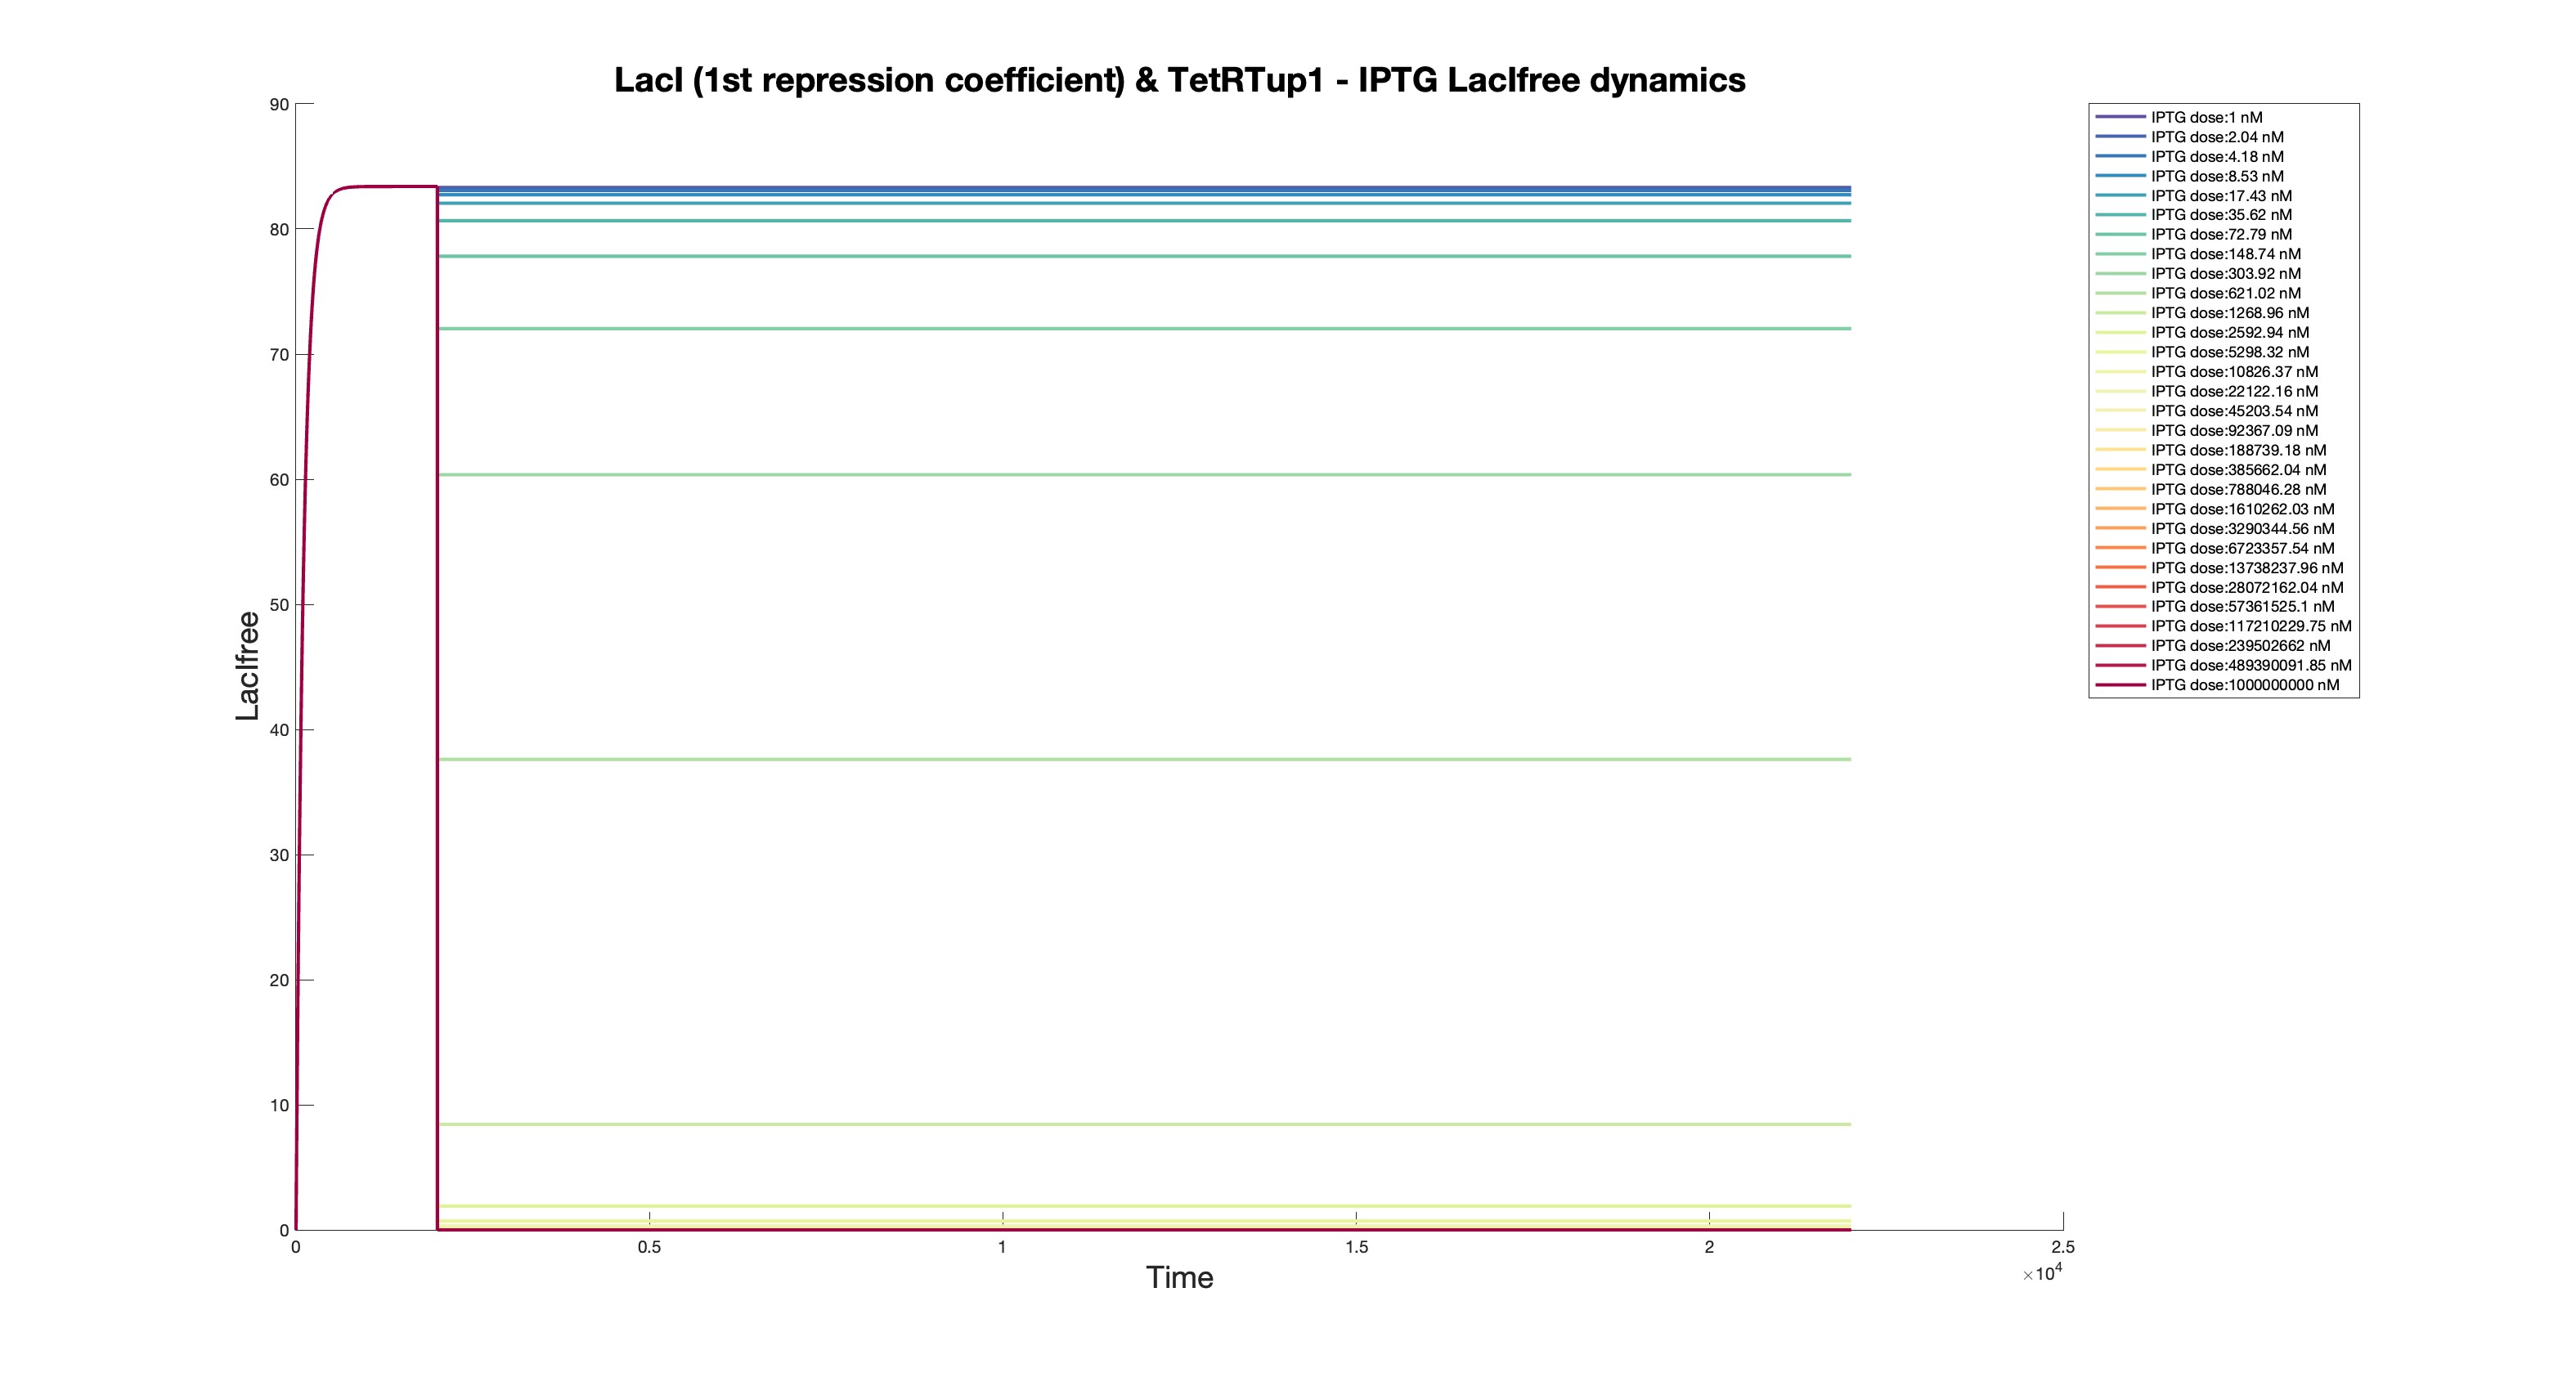 LacI (1st repression coefficient) & TetRTup1 - IPTG LacIfree dynamics
90
80
70
60
50
40
30
20
10
0
LacIfree
0
0.5
1
1.5
2
2.5
×10⁴
Time
IPTG dose:1 nM
IPTG dose:2.04 nM
IPTG dose:4.18 nM
IPTG dose:8.53 nM
IPTG dose:17.43 nM
IPTG dose:35.62 nM
IPTG dose:72.79 nM
IPTG dose:148.74 nM
IPTG dose:303.92 nM
IPTG dose:621.02 nM
IPTG dose:1268.96 nM
IPTG dose:2592.94 nM
IPTG dose:5298.32 nM
IPTG dose:10826.37 nM
IPTG dose:22122.16 nM
IPTG dose:45203.54 nM
IPTG dose:92367.09 nM
IPTG dose:188739.18 nM
IPTG dose:385662.04 nM
IPTG dose:788046.28 nM
IPTG dose:1610262.03 nM
IPTG dose:3290344.56 nM
IPTG dose:6723357.54 nM
IPTG dose:13738237.96 nM
IPTG dose:28072162.04 nM
IPTG dose:57361525.1 nM
IPTG dose:117210229.75 nM
IPTG dose:239502662 nM
IPTG dose:489390091.85 nM
IPTG dose:1000000000 nM